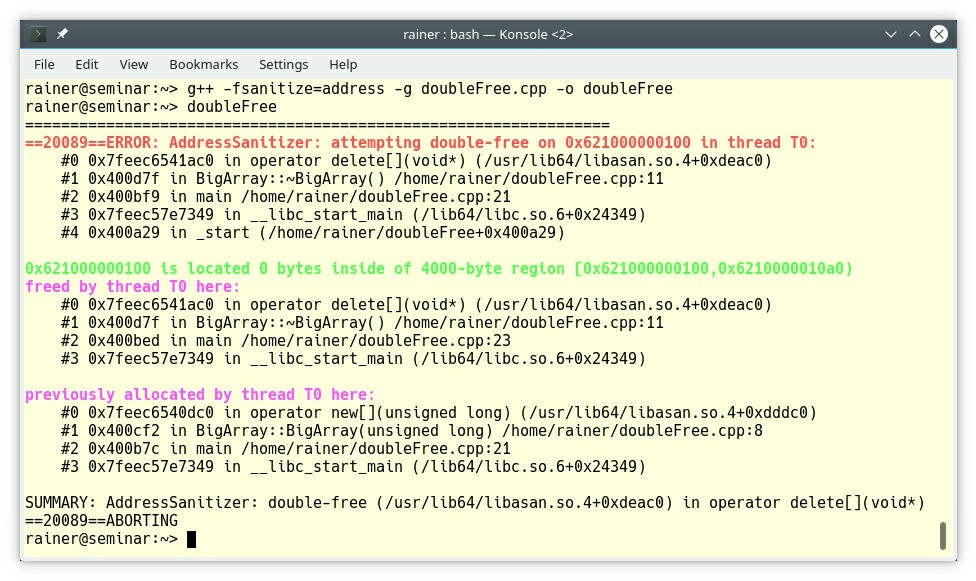 rainer : bash — Konsole <2>
File Edit View Bookmarks Settings Help
rainer@seminar:~> g++ -fsanitize=address -g doubleFree.cpp -o doubleFree
rainer@seminar:~> doubleFree
=================================================================
==20089==ERROR: AddressSanitizer: attempting double-free on 0x621000000100 in thread T0:
    #0 0x7feec6541ac0 in operator delete[](void*) (/usr/lib64/libasan.so.4+0xdeac0)
    #1 0x400d7f in BigArray::~BigArray() /home/rainer/doubleFree.cpp:11
    #2 0x400bf9 in main /home/rainer/doubleFree.cpp:21
    #3 0x7feec57e7349 in __libc_start_main (/lib64/libc.so.6+0x24349)
    #4 0x400a29 in _start (/home/rainer/doubleFree+0x400a29)
0x621000000100 is located 0 bytes inside of 4000-byte region [0x621000000100,0x6210000010a0)
freed by thread T0 here:
    #0 0x7feec6541ac0 in operator delete[](void*) (/usr/lib64/libasan.so.4+0xdeac0)
    #1 0x400d7f in BigArray::~BigArray() /home/rainer/doubleFree.cpp:11
    #2 0x400bed in main /home/rainer/doubleFree.cpp:23
    #3 0x7feec57e7349 in __libc_start_main (/lib64/libc.so.6+0x24349)
previously allocated by thread T0 here:
    #0 0x7feec6540dc0 in operator new[](unsigned long) (/usr/lib64/libasan.so.4+0xdddc0)
    #1 0x400cf2 in BigArray::BigArray(unsigned long) /home/rainer/doubleFree.cpp:8
    #2 0x400b7c in main /home/rainer/doubleFree.cpp:21
    #3 0x7feec57e7349 in __libc_start_main (/lib64/libc.so.6+0x24349)
SUMMARY: AddressSanitizer: double-free (/usr/lib64/libasan.so.4+0xdeac0) in operator delete[](void*)
==20089==ABORTING
rainer@seminar:~>